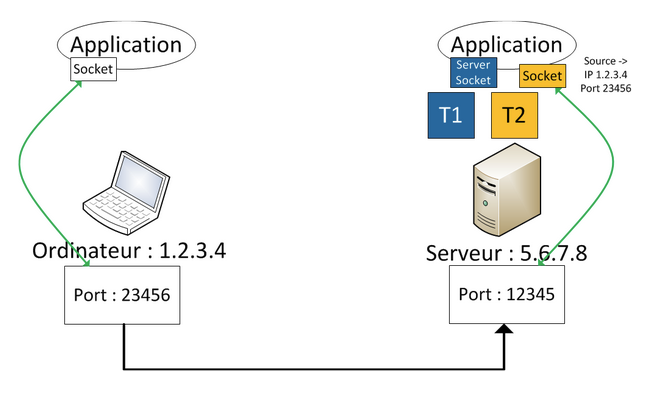 Application
Socket
Application
Server
Socket
Socket
Source ->
IP 1.2.3.4
Port 23456
T1
T2
Ordinateur : 1.2.3.4
Serveur : 5.6.7.8
Port : 23456
Port : 12345